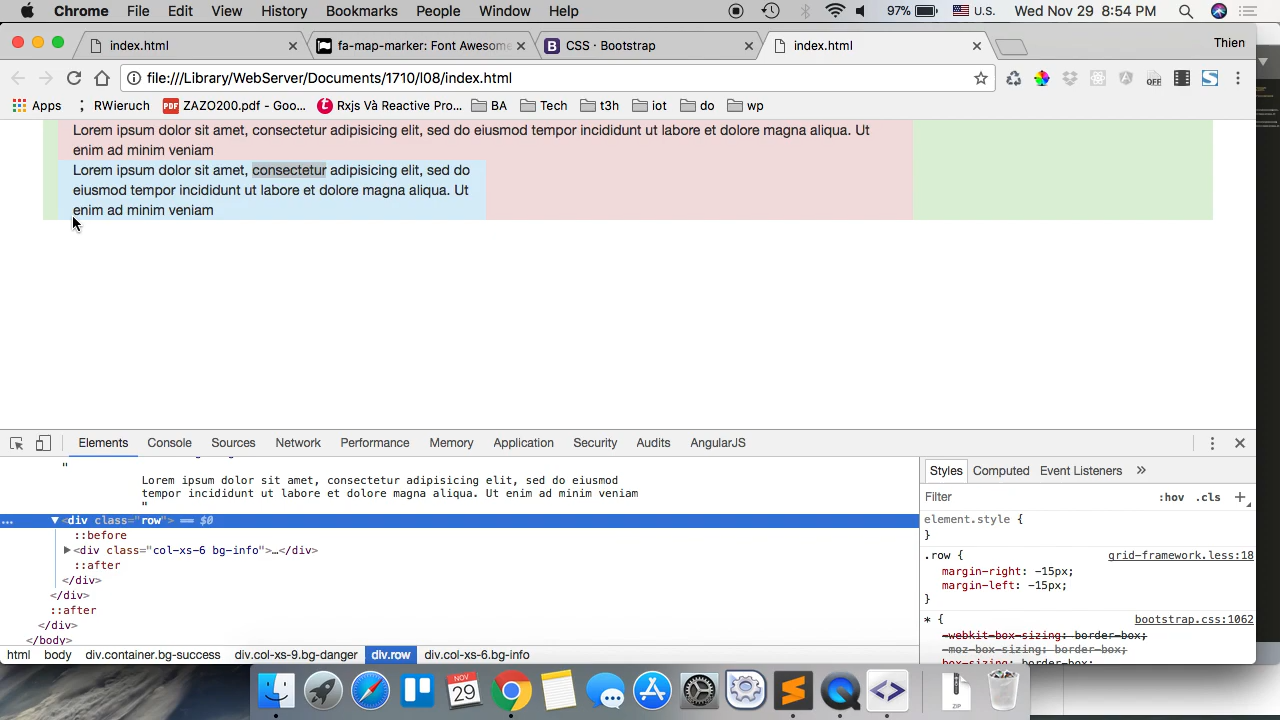 Chrome File Edit View History Bookmarks People Window Help 97% U.S. Wed Nov 29 8:54 PM
index.html fa-map-marker: Font Awesome CSS · Bootstrap index.html Thien
file:///Library/WebServer/Documents/1710/l08/index.html
Apps RWieruch ZAZO200.pdf - Goo... Rxjs Và Reactive P... BA Tech t3h iot do wp
Lorem ipsum dolor sit amet, consectetur adipisicing elit, sed do eiusmod tempor incididunt ut labore et dolore magna aliqua. Ut
enim ad minim veniam
Lorem ipsum dolor sit amet, consectetur adipisicing elit, sed do
eiusmod tempor incididunt ut labore et dolore magna aliqua. Ut
enim ad minim veniam
Elements Console Sources Network Performance Memory Application Security Audits AngularJS
"
Lorem ipsum dolor sit amet, consectetur adipisicing elit, sed do eiusmod
tempor incididunt ut labore et dolore magna aliqua. Ut enim ad minim veniam
"
... <div class="row"> == $0
::before
<div class="col-xs-6 bg-info">…</div>
::after
</div>
</div>
::after
</div>
</body>
html body div.container.bg-success div.col-xs-9.bg-danger div.row div.col-xs-6.bg-info
Styles Computed Event Listeners »
Filter :hov .cls +
element.style {
}
.row { grid-framework.less:18
margin-right: -15px;
margin-left: -15px;
}
* { bootstrap.css:1062
-webkit-box-sizing: border-box;
-moz-box-sizing: border-box;
box-sizing: border-box;
NOV
29
ZIP